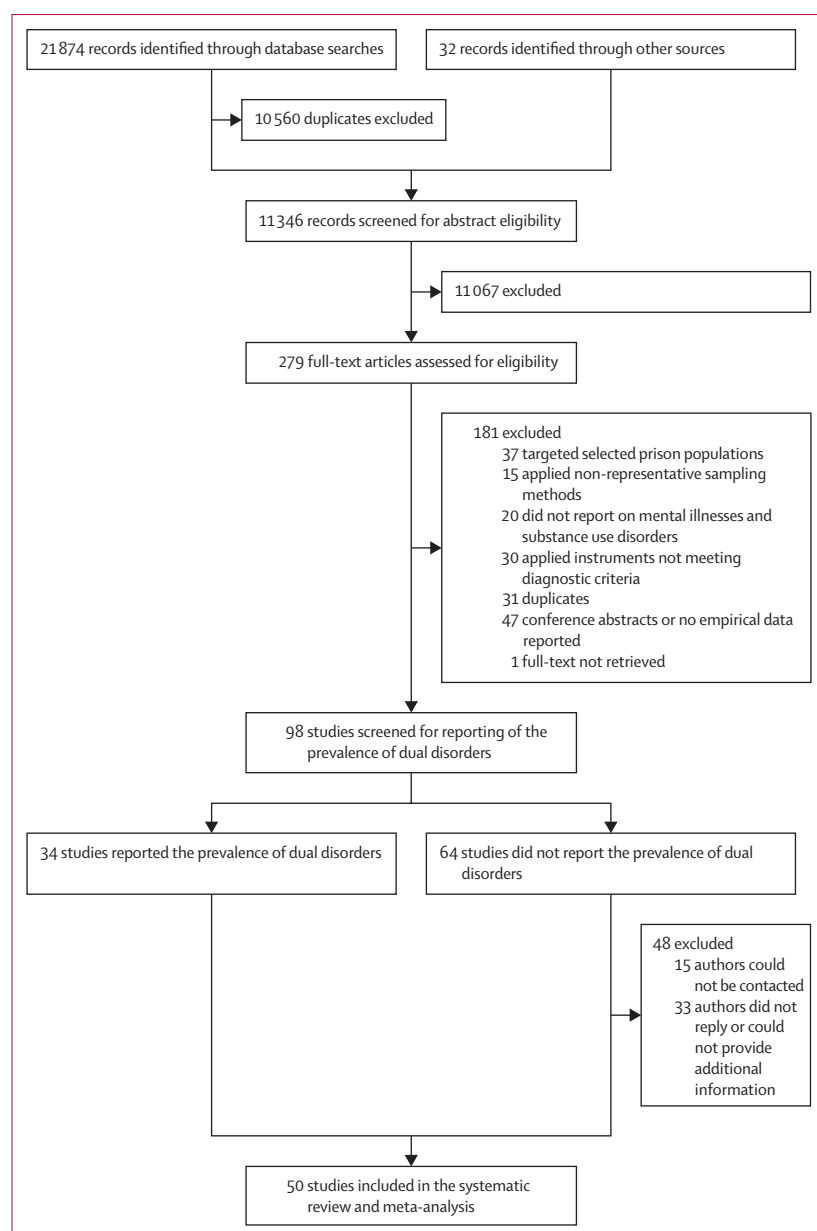 21 874 records identified through database searches
32 records identified through other sources
10 560 duplicates excluded
11 346 records screened for abstract eligibility
11 067 excluded
279 full-text articles assessed for eligibility
181 excluded
37 targeted selected prison populations
15 applied non-representative sampling
methods
20 did not report on mental illnesses and
substance use disorders
30 applied instruments not meeting
diagnostic criteria
31 duplicates
47 conference abstracts or no empirical data
reported
1 full-text not retrieved
98 studies screened for reporting of the
prevalence of dual disorders
34 studies reported the prevalence of dual disorders
64 studies did not report the prevalence of dual
disorders
48 excluded
15 authors could
not be contacted
33 authors did not
reply or could
not provide
additional
information
50 studies included in the systematic
review and meta-analysis